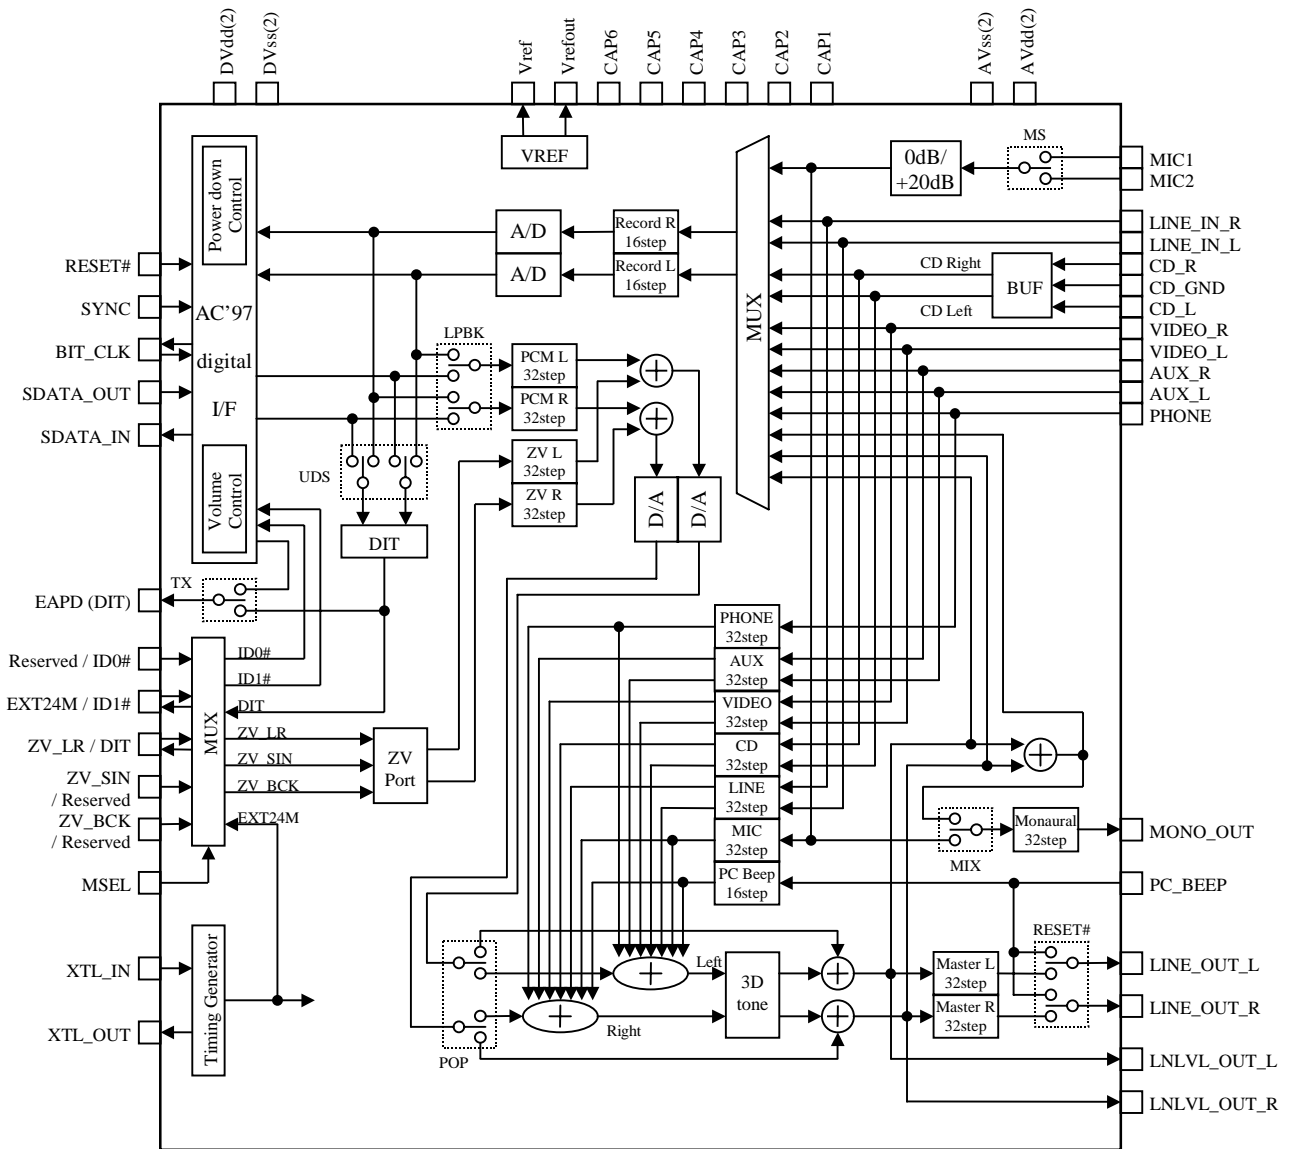 DVdd(2)
DVss(2)
Vref
Vrefout
CAP6
CAP5
CAP4
CAP3
CAP2
CAP1
AVss(2)
AVdd(2)
VREF
Power down
Control
AC'97
digital
I/F
Volume
Control
RESET#
SYNC
BIT_CLK
SDATA_OUT
SDATA_IN
EAPD (DIT)
TX
Reserved / ID0#
EXT24M / ID1#
ZV_LR / DIT
ZV_SIN
/ Reserved
ZV_BCK
/ Reserved
MSEL
XTL_IN
XTL_OUT
MUX
ID0#
ID1#
DIT
ZV_LR
ZV_SIN
ZV_BCK
EXT24M
Timing Generator
ZV
Port
A/D
A/D
Record R
16step
Record L
16step
LPBK
PCM L
32step
PCM R
32step
UDS
DIT
ZV L
32step
ZV R
32step
D/A
D/A
MUX
0dB/
+20dB
MS
CD Right
CD Left
BUF
MIC1
MIC2
LINE_IN_R
LINE_IN_L
CD_R
CD_GND
CD_L
VIDEO_R
VIDEO_L
AUX_R
AUX_L
PHONE
PHONE
32step
AUX
32step
VIDEO
32step
CD
32step
LINE
32step
MIC
32step
PC Beep
16step
MIX
Monaural
32step
MONO_OUT
PC_BEEP
POP
Left
Right
3D
tone
Master L
32step
Master R
32step
RESET#
LINE_OUT_L
LINE_OUT_R
LNLVL_OUT_L
LNLVL_OUT_R